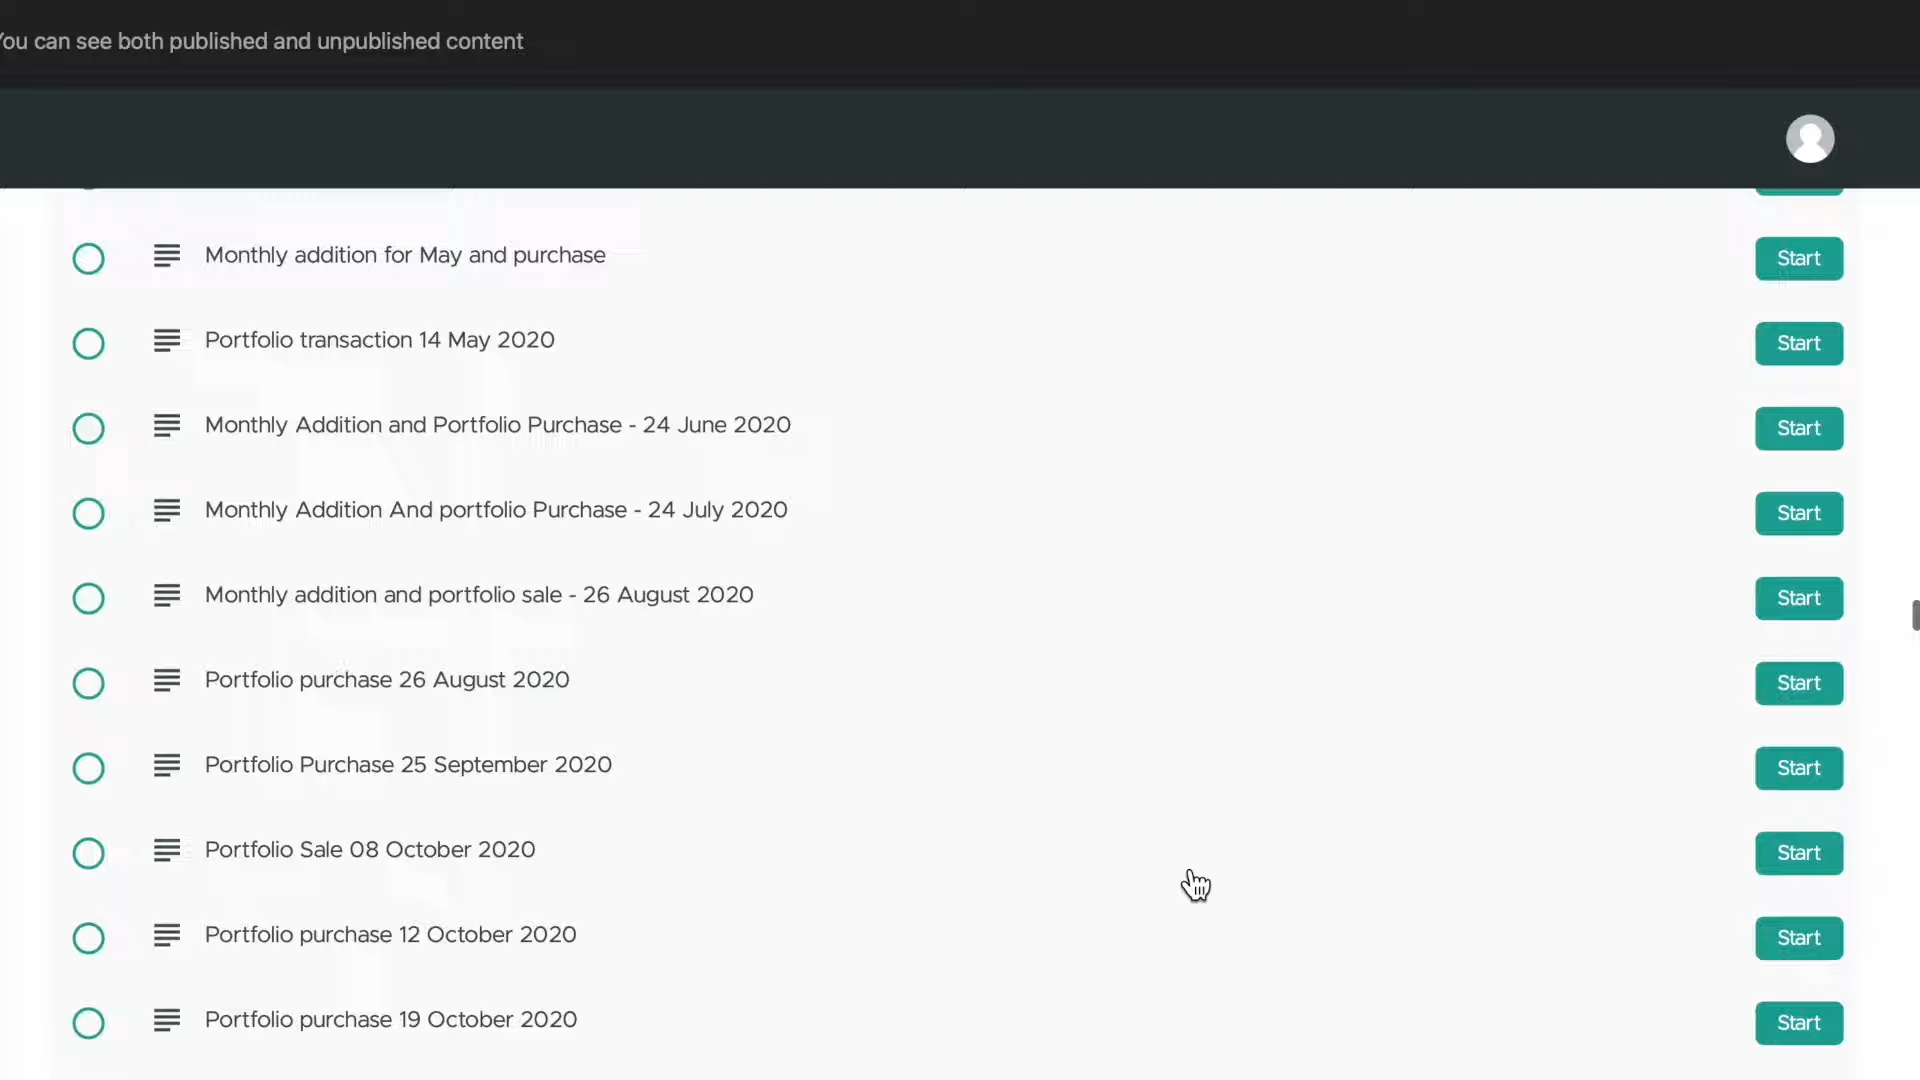 You can see both published and unpublished content
Monthly addition for May and purchase
Start
Portfolio transaction 14 May 2020
Start
Monthly Addition and Portfolio Purchase - 24 June 2020
Start
Monthly Addition And portfolio Purchase - 24 July 2020
Start
Monthly addition and portfolio sale - 26 August 2020
Start
Portfolio purchase 26 August 2020
Start
Portfolio Purchase 25 September 2020
Start
Portfolio Sale 08 October 2020
Start
Portfolio purchase 12 October 2020
Start
Portfolio purchase 19 October 2020
Start